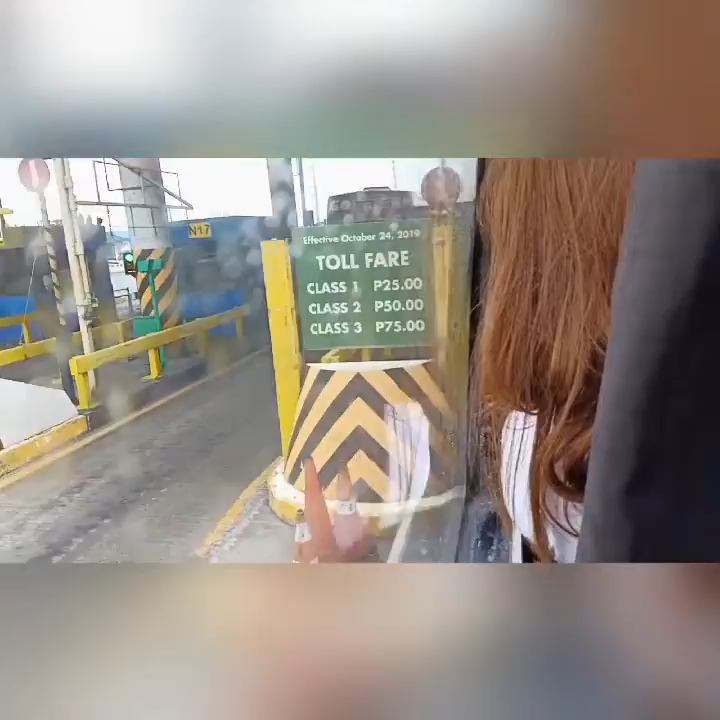 N17
Effective October 24, 2019
TOLL FARE
CLASS 1 P25.00
CLASS 2 P50.00
CLASS 3 P75.00